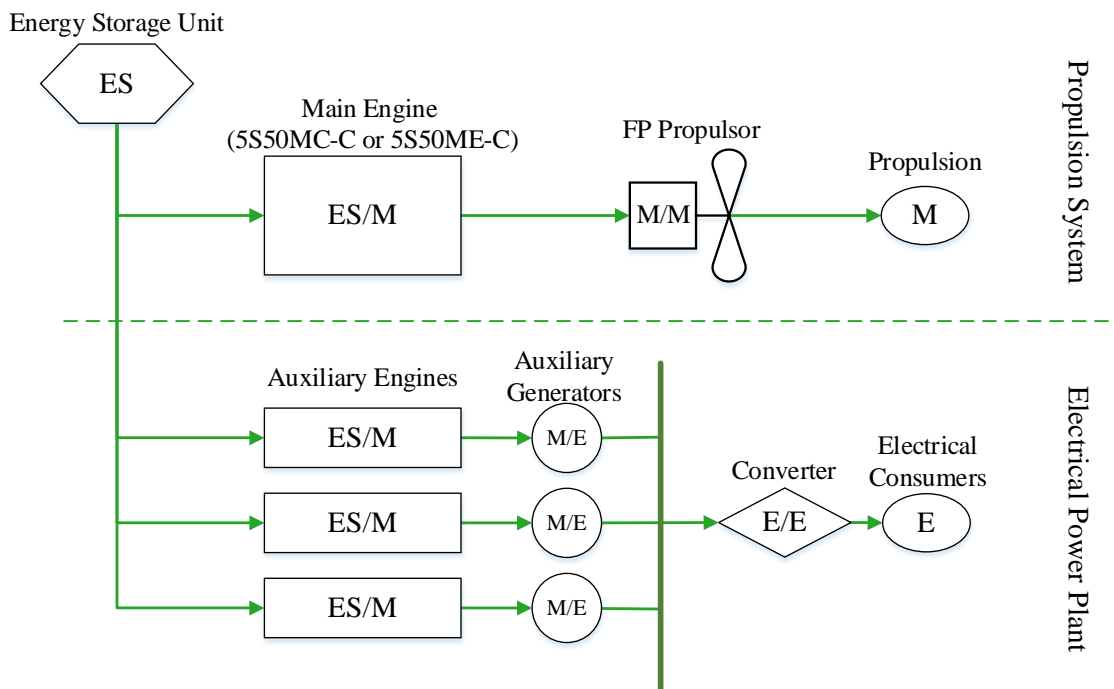 Energy Storage Unit
ES
Main Engine
(5S50MC-C or 5S50ME-C)
ES/M
FP Propulsor
M/M
Propulsion
M
Propulsion System
Auxiliary Engines
Auxiliary
Generators
ES/M
M/E
ES/M
M/E
ES/M
M/E
Converter
E/E
Electrical
Consumers
E
Electrical Power Plant